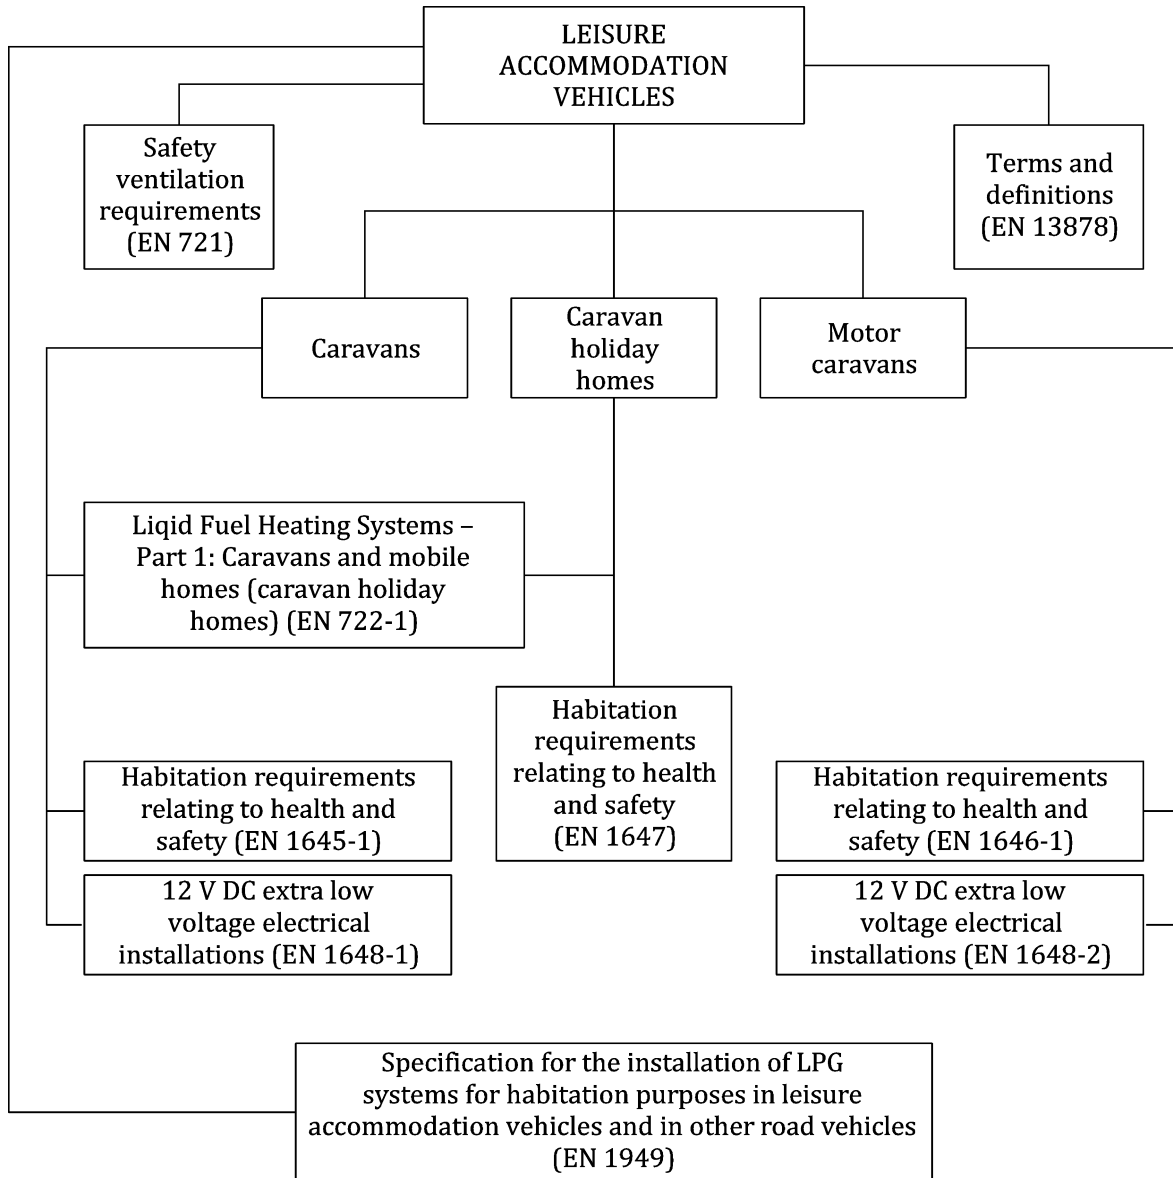 LEISURE
ACCOMMODATION
VEHICLES
Safety
ventilation
requirements
(EN 721)
Terms and
definitions
(EN 13878)
Caravans
Caravan
holiday
homes
Motor
caravans
Liqid Fuel Heating Systems –
Part 1: Caravans and mobile
homes (caravan holiday
homes) (EN 722-1)
Habitation
requirements
relating to health
and safety
(EN 1647)
Habitation requirements
relating to health and
safety (EN 1645-1)
Habitation requirements
relating to health and
safety (EN 1646-1)
12 V DC extra low
voltage electrical
installations (EN 1648-1)
12 V DC extra low
voltage electrical
installations (EN 1648-2)
Specification for the installation of LPG
systems for habitation purposes in leisure
accommodation vehicles and in other road vehicles
(EN 1949)